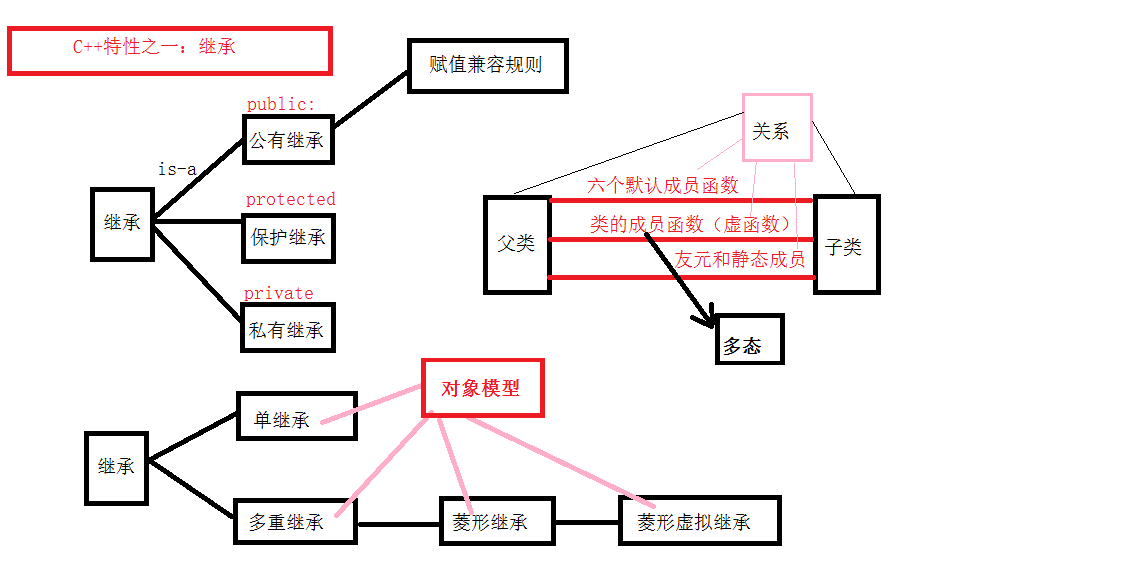 C++特性之一：继承
赋值兼容规则
public:
公有继承
is-a
继承
protected
保护继承
private
私有继承
关系
六个默认成员函数
类的成员函数（虚函数）
友元和静态成员
父类
子类
多态
对象模型
单继承
继承
多重继承
菱形继承
菱形虚拟继承